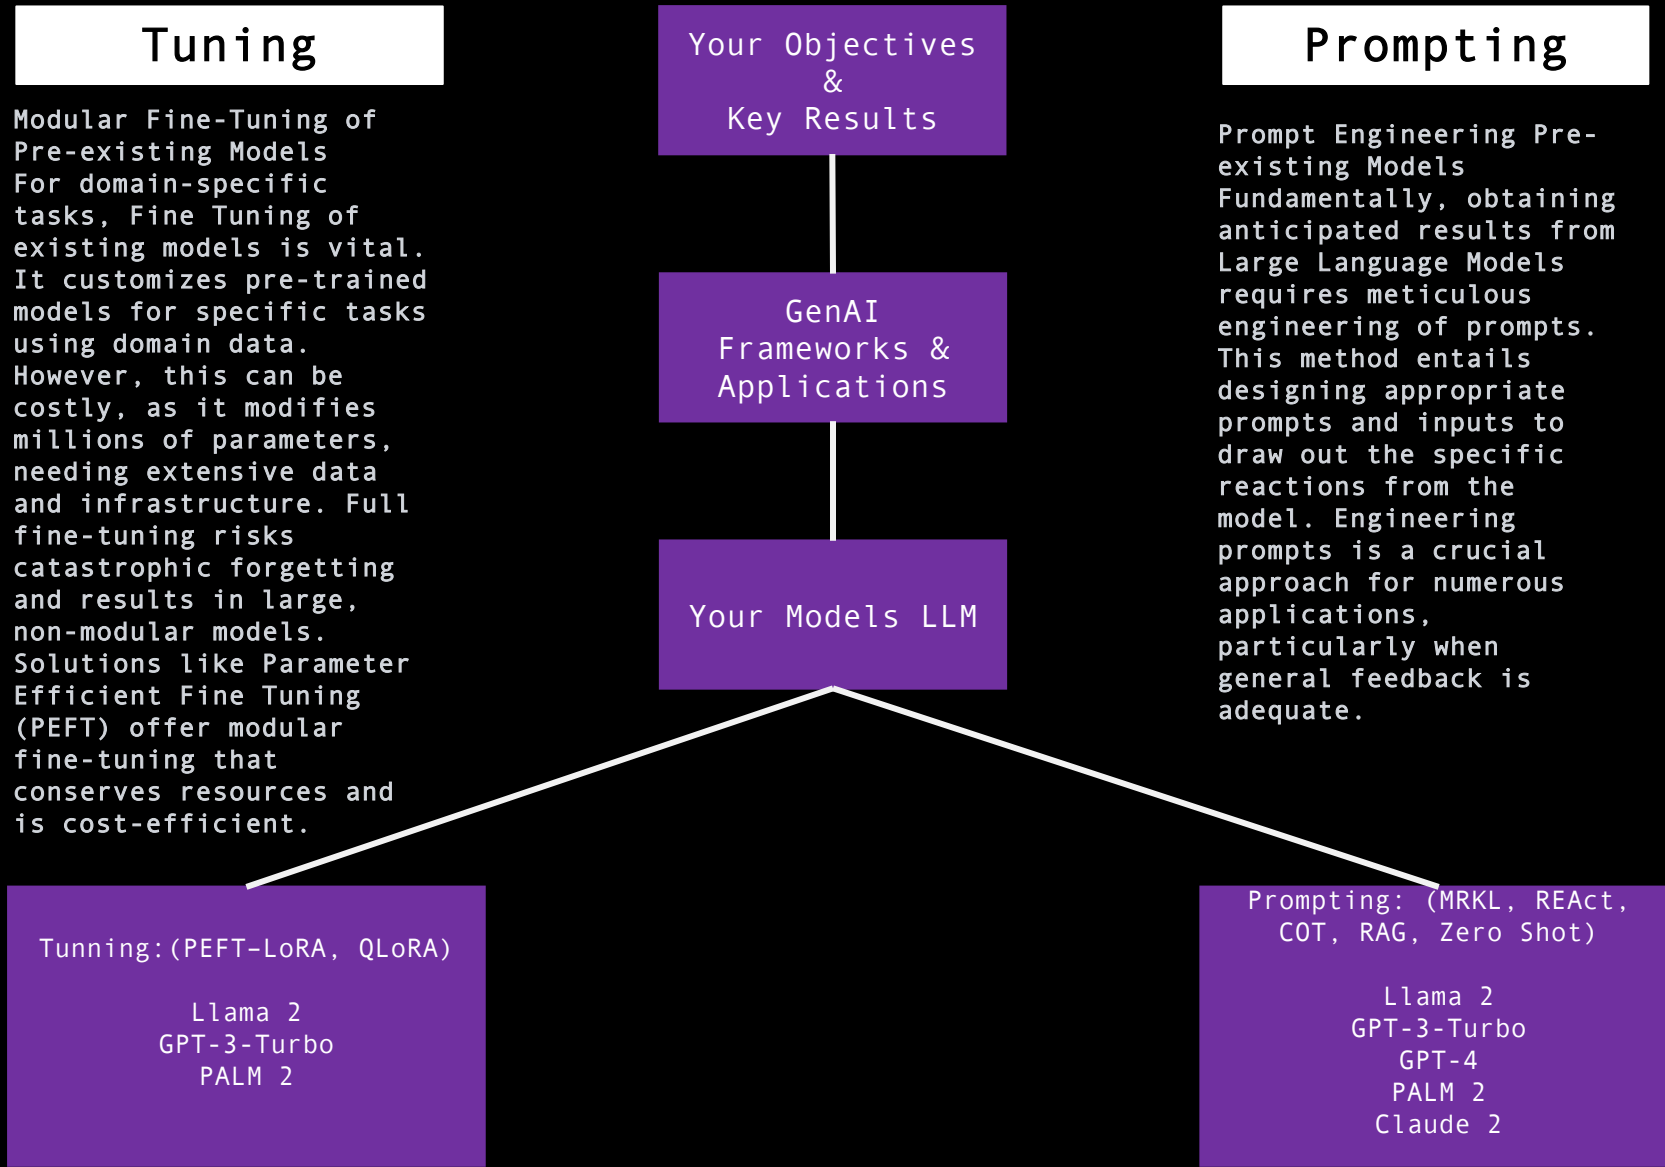 Tuning
Modular Fine-Tuning of
Pre-existing Models
For domain-specific
tasks, Fine Tuning of
existing models is vital.
It customizes pre-trained
models for specific tasks
using domain data.
However, this can be
costly, as it modifies
millions of parameters,
needing extensive data
and infrastructure. Full
fine-tuning risks
catastrophic forgetting
and results in large,
non-modular models.
Solutions like Parameter
Efficient Fine Tuning
(PEFT) offer modular
fine-tuning that
conserves resources and
is cost-efficient.
Your Objectives
&
Key Results
GenAI
Frameworks &
Applications
Your Models LLM
Prompting
Prompt Engineering Pre-
existing Models
Fundamentally, obtaining
anticipated results from
Large Language Models
requires meticulous
engineering of prompts.
This method entails
designing appropriate
prompts and inputs to
draw out the specific
reactions from the
model. Engineering
prompts is a crucial
approach for numerous
applications,
particularly when
general feedback is
adequate.
Tunning:(PEFT–LoRA, QLoRA)
Llama 2
GPT-3-Turbo
PALM 2
Prompting: (MRKL, REAct,
COT, RAG, Zero Shot)
Llama 2
GPT-3-Turbo
GPT-4
PALM 2
Claude 2